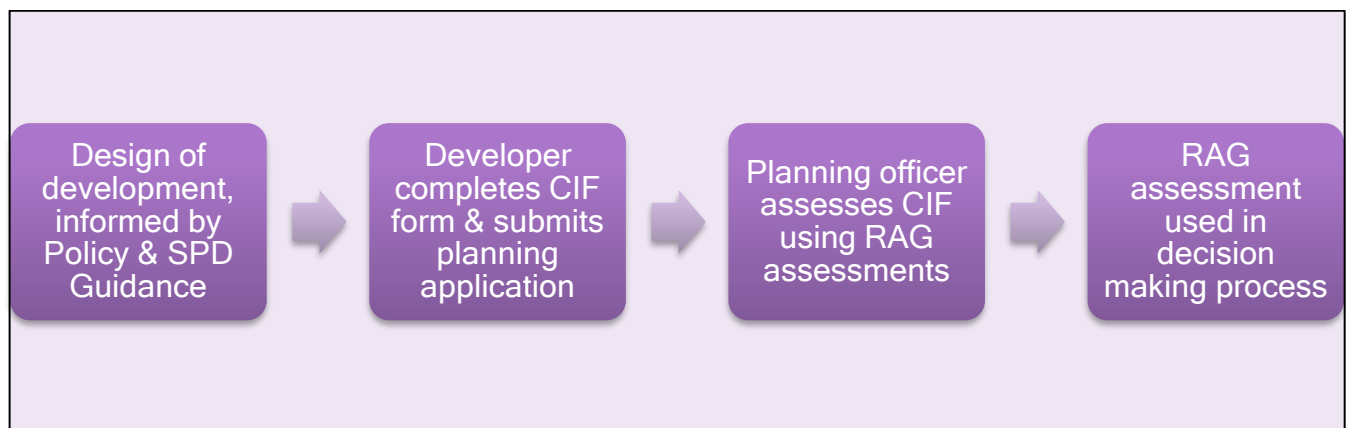 Design of
development,
informed by
Policy & SPD
Guidance
Developer
completes CIF
form & submits
planning
application
Planning officer
assesses CIF
using RAG
assessments
RAG
assessment
used in
decision
making process